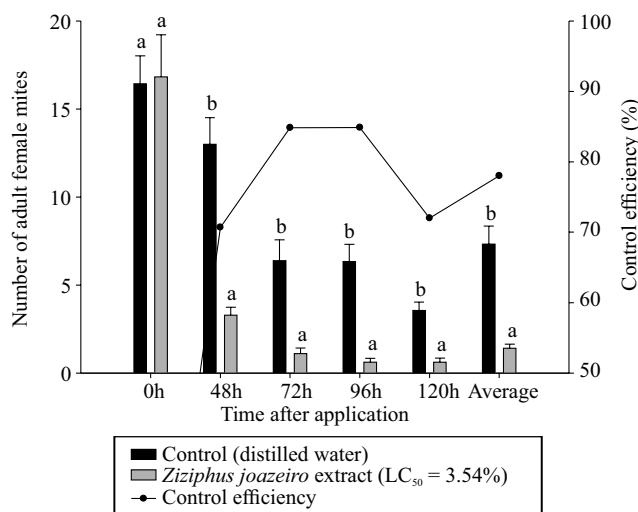 20
15
10
5
0
Number of adult female mites
100
90
80
70
60
50
Control efficiency (%)
a a
b a
b a
b a
b a
b a
0h 48h 72h 96h 120h Average
Time after application
Control (distilled water)
Ziziphus joazeiro extract (LC50 = 3.54%)
Control efficiency